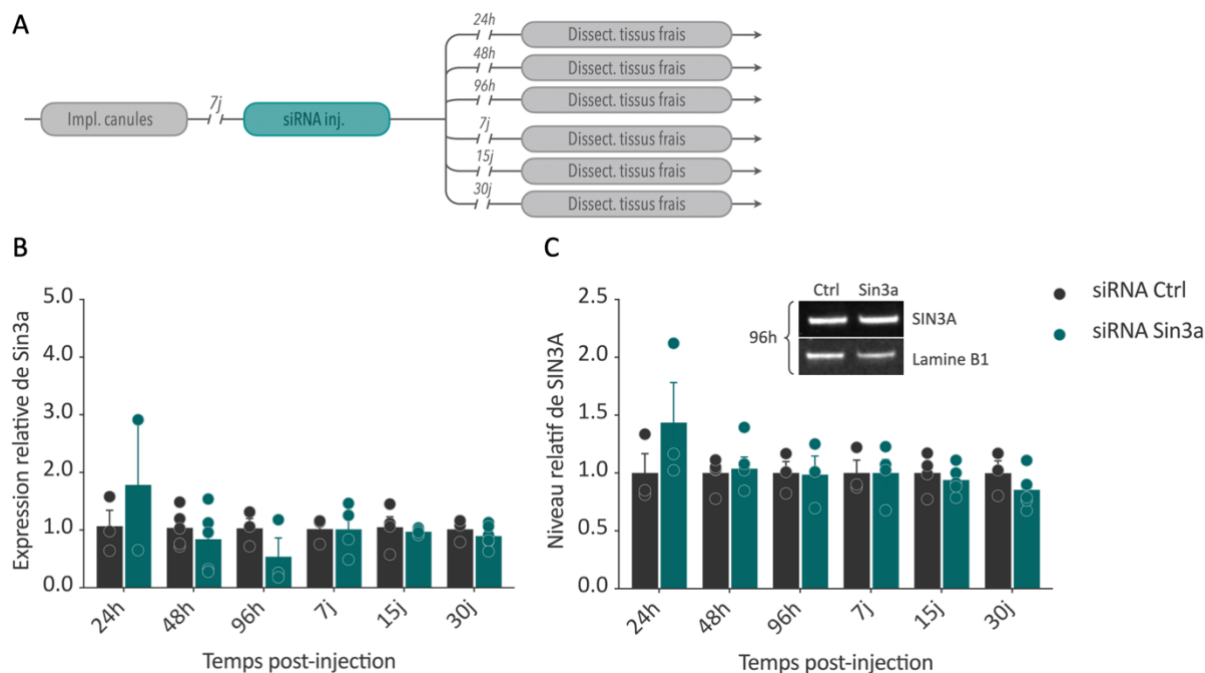 A
Impl. canules
7j
siRNA inj.
24h
Dissect. tissus frais
48h
Dissect. tissus frais
96h
Dissect. tissus frais
7j
Dissect. tissus frais
15j
Dissect. tissus frais
30j
Dissect. tissus frais
B
Expression relative de Sin3a
5.0
4.0
3.0
2.0
1.0
0.0
24h
48h
96h
7j
15j
30j
Temps post-injection
C
Niveau relatif de SIN3A
2.5
2.0
1.5
1.0
0.5
0.0
96h
Ctrl Sin3a
SIN3A
Lamine B1
24h
48h
96h
7j
15j
30j
Temps post-injection
siRNA Ctrl
siRNA Sin3a